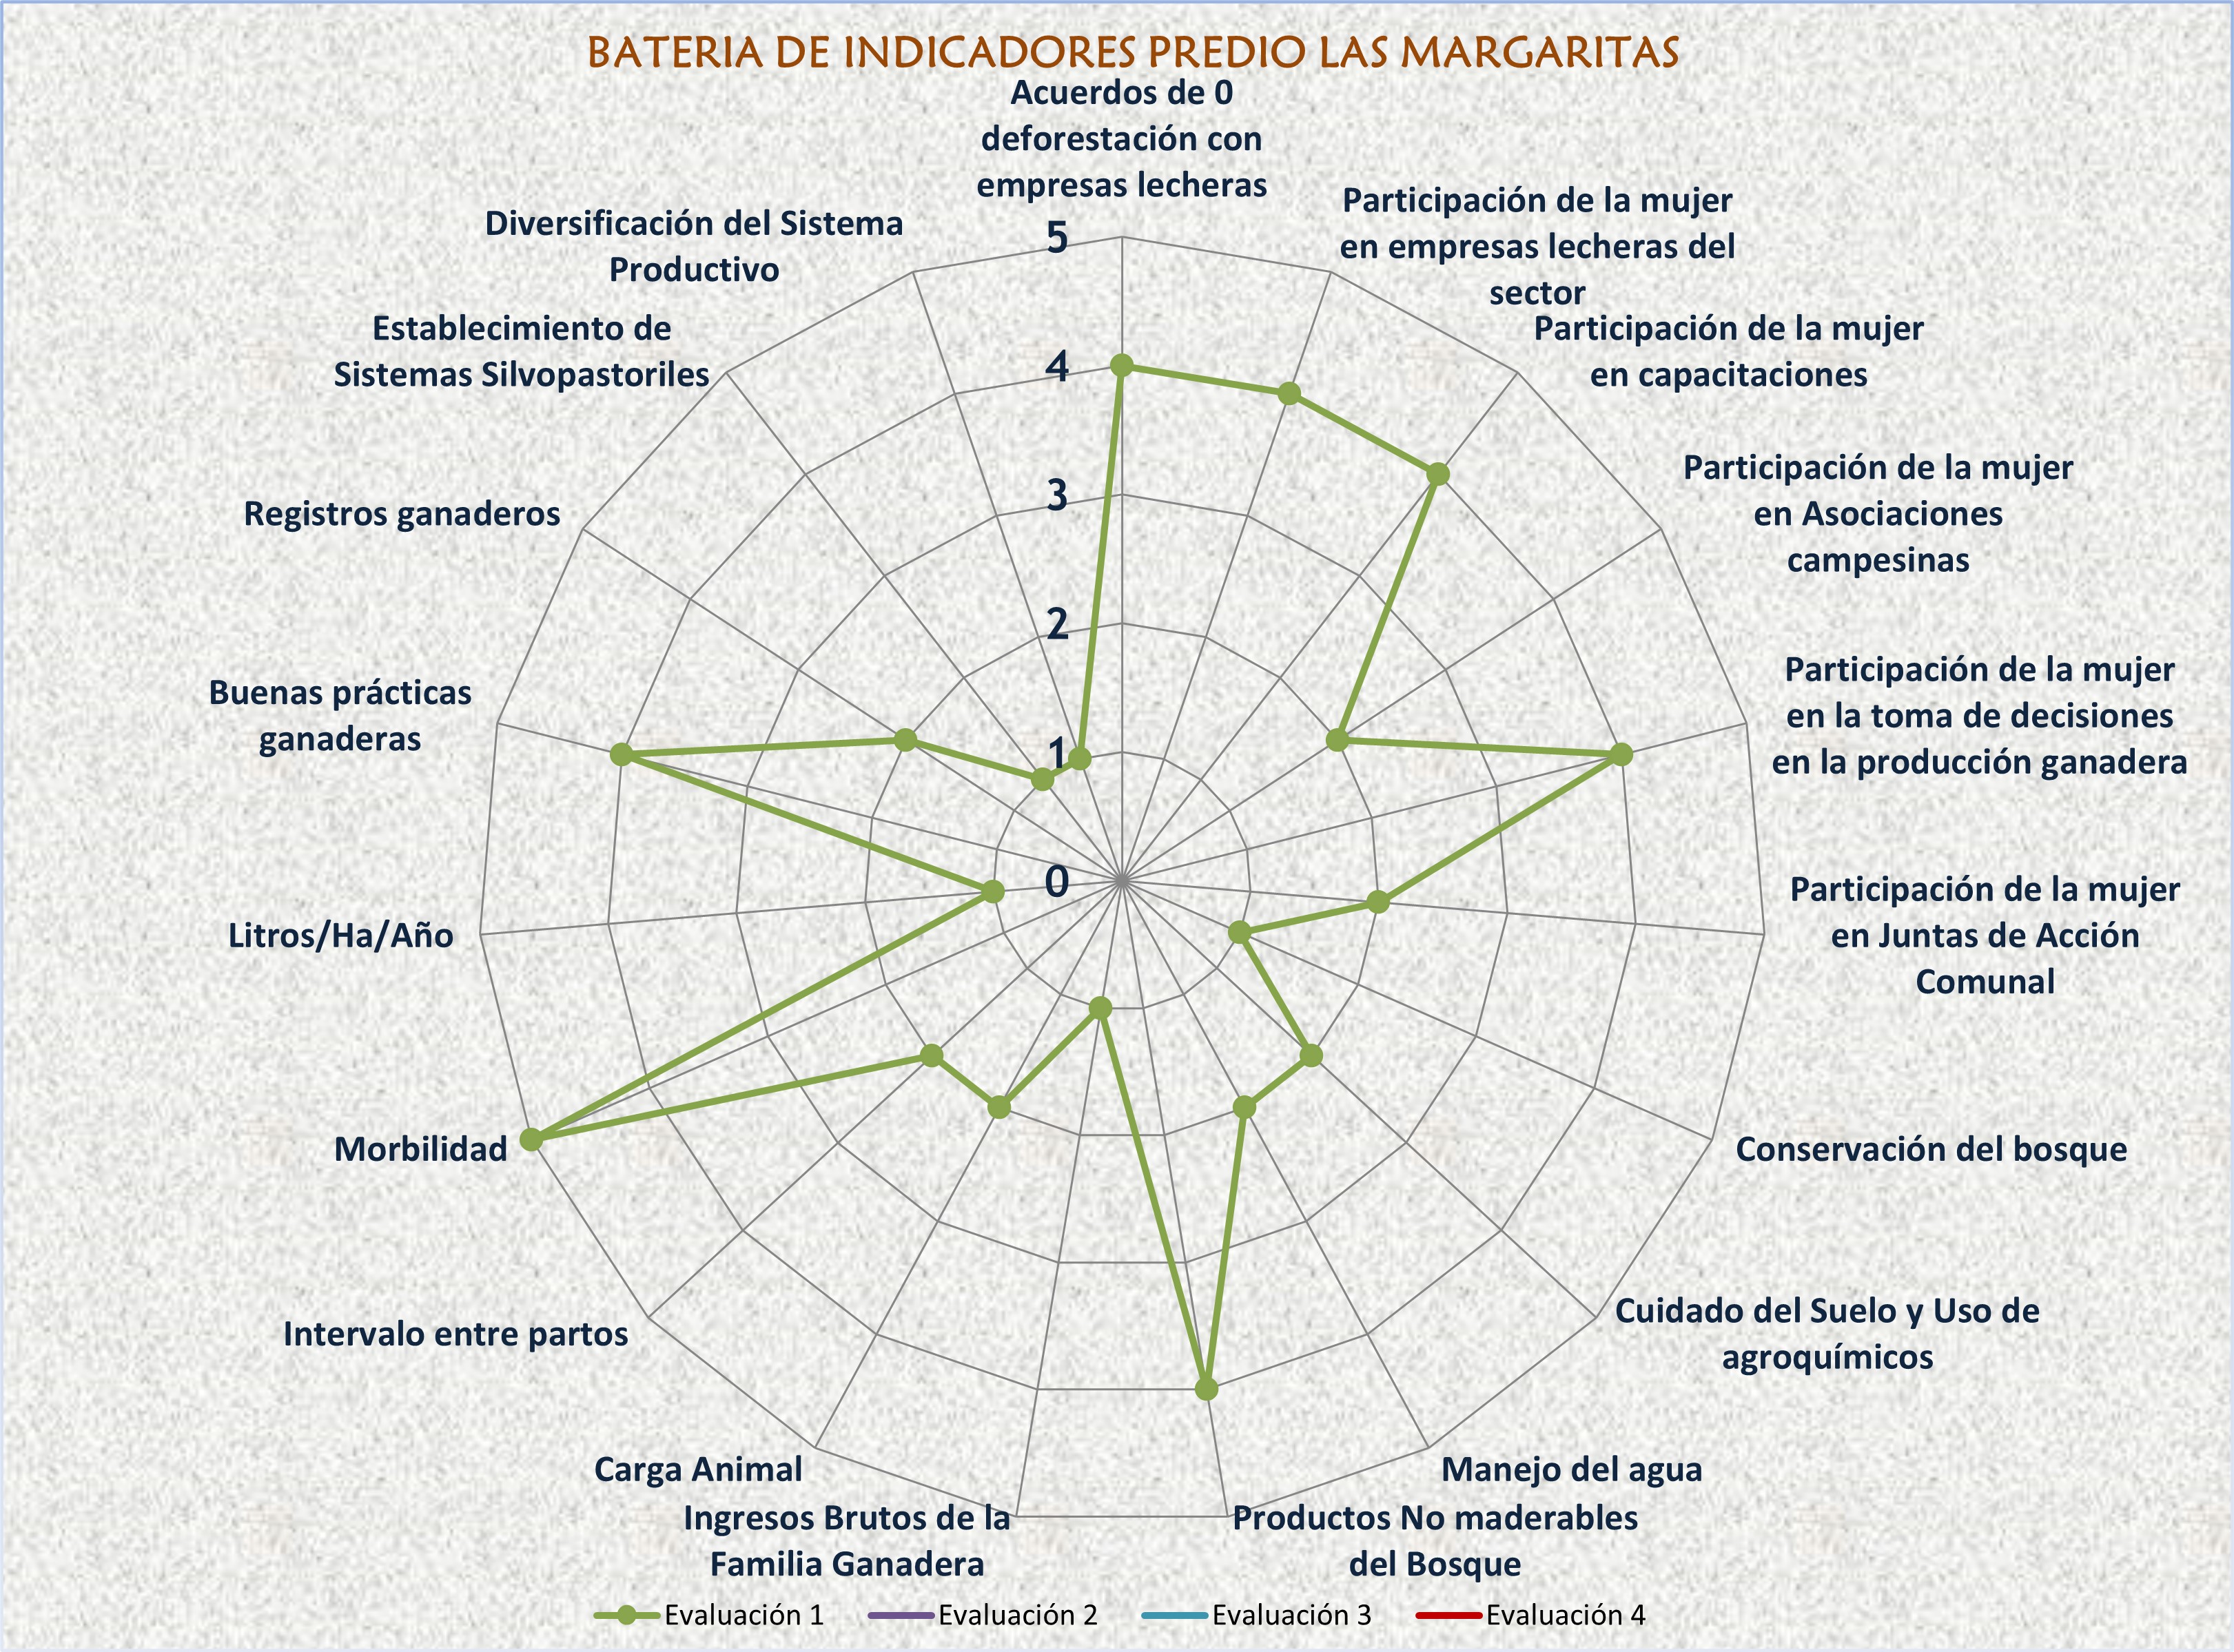 BATERIA DE INDICADORES PREDIO LAS MARGARITAS
Acuerdos de 0
deforestación con
empresas lecheras
Participación de la mujer
en empresas lecheras del
sector
Participación de la mujer
en capacitaciones
Participación de la mujer
en Asociaciones
campesinas
Participación de la mujer
en la toma de decisiones
en la producción ganadera
Participación de la mujer
en Juntas de Acción
Comunal
Conservación del bosque
Cuidado del Suelo y Uso de
agroquímicos
Manejo del agua
Productos No maderables
del Bosque
Ingresos Brutos de la
Familia Ganadera
Carga Animal
Intervalo entre partos
Morbilidad
Litros/Ha/Año
Buenas prácticas
ganaderas
Registros ganaderos
Establecimiento de
Sistemas Silvopastoriles
Diversificación del Sistema
Productivo
5
4
3
2
1
0
Evaluación 1
Evaluación 2
Evaluación 3
Evaluación 4